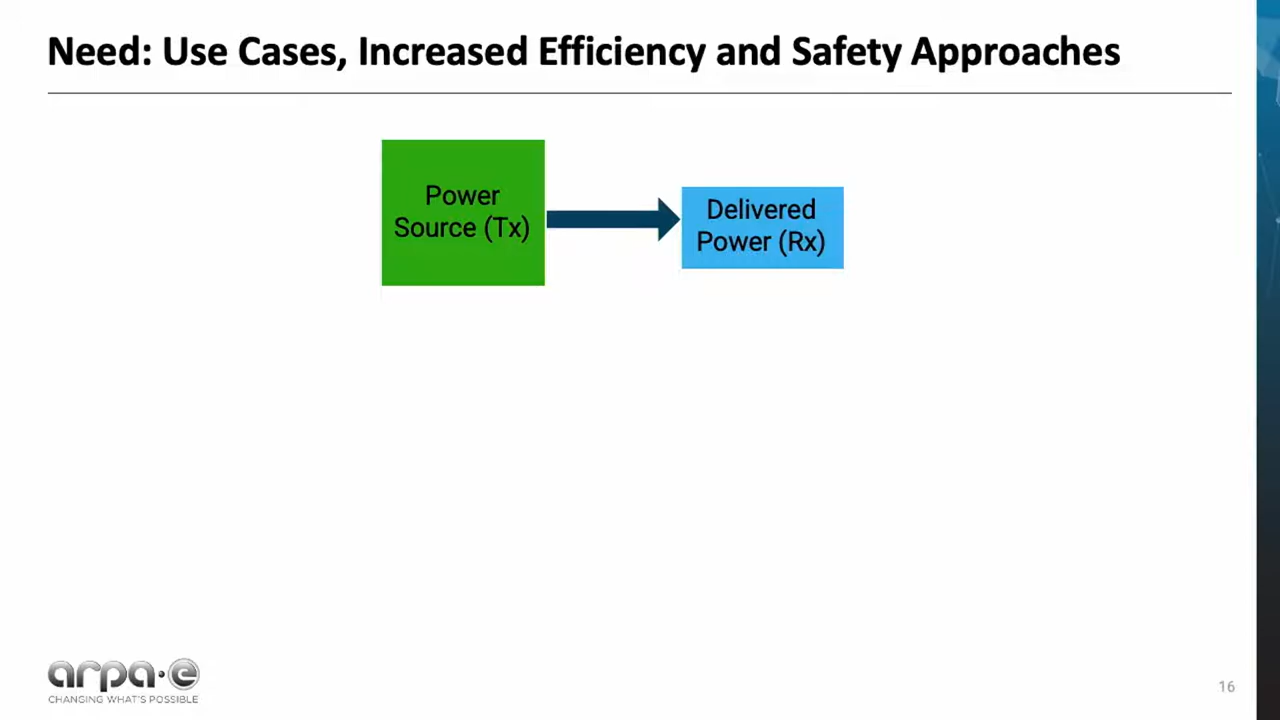 Need: Use Cases, Increased Efficiency and Safety Approaches
Power
Source (Tx)
Delivered
Power (Rx)
arpa·e
CHANGING WHAT'S POSSIBLE
16